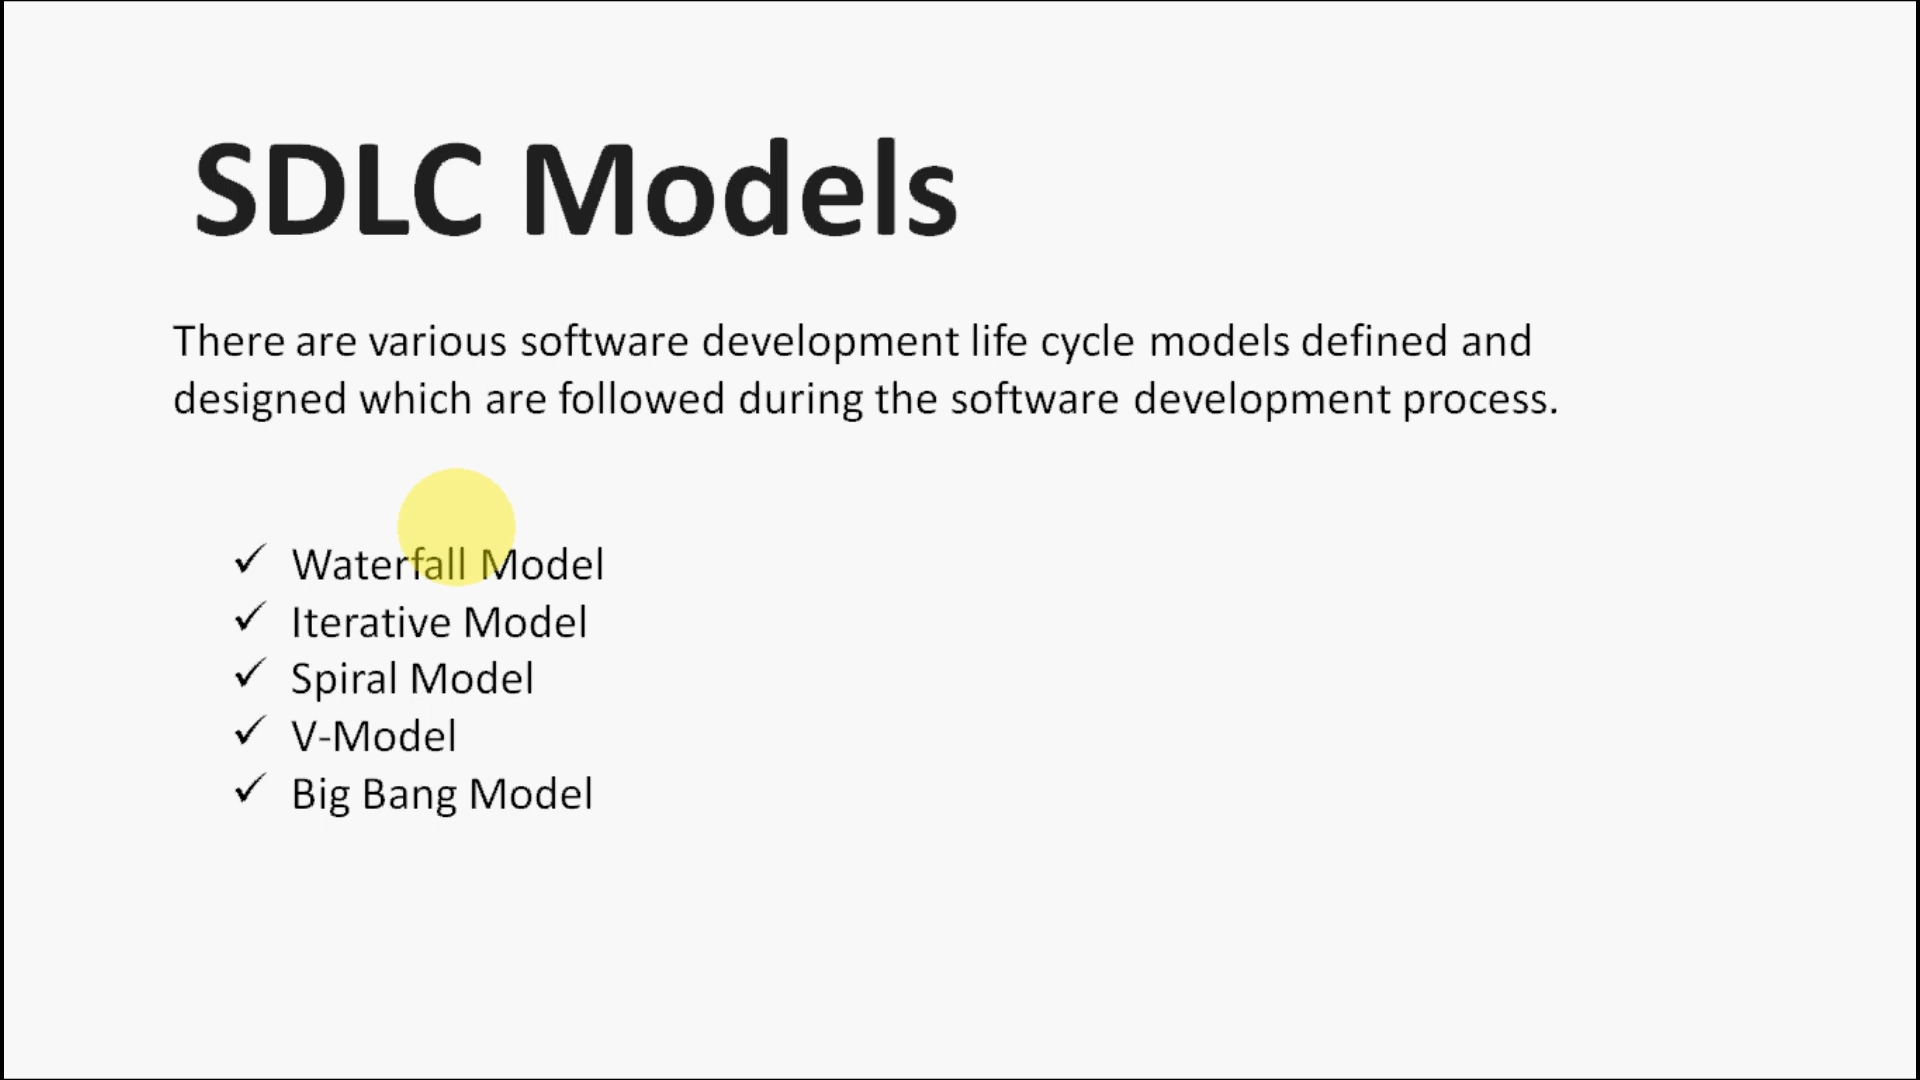 SDLC Models
There are various software development life cycle models defined and
designed which are followed during the software development process.
✓ Waterfall Model
✓ Iterative Model
✓ Spiral Model
✓ V-Model
✓ Big Bang Model